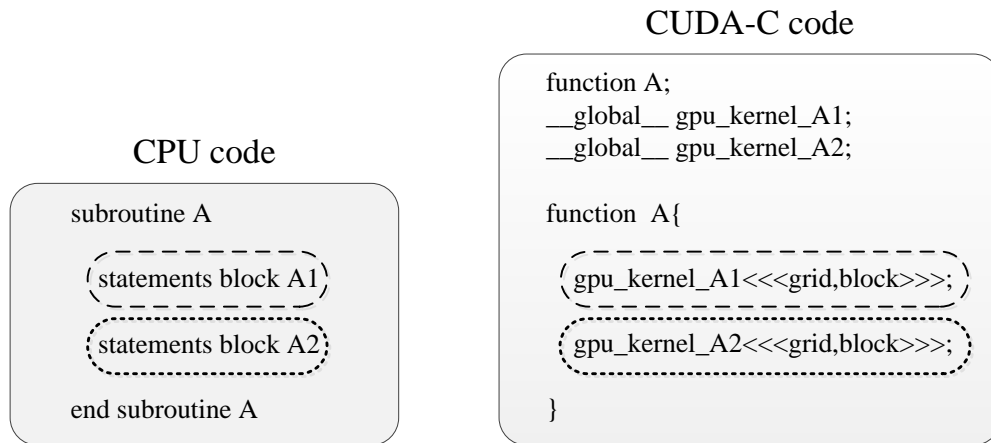 CPU code
subroutine A
statements block A1
statements block A2
end subroutine A
CUDA-C code
function A;
__global__ gpu_kernel_A1;
__global__ gpu_kernel_A2;
function A{
gpu_kernel_A1<<<grid,block>>>;
gpu_kernel_A2<<<grid,block>>>;
}